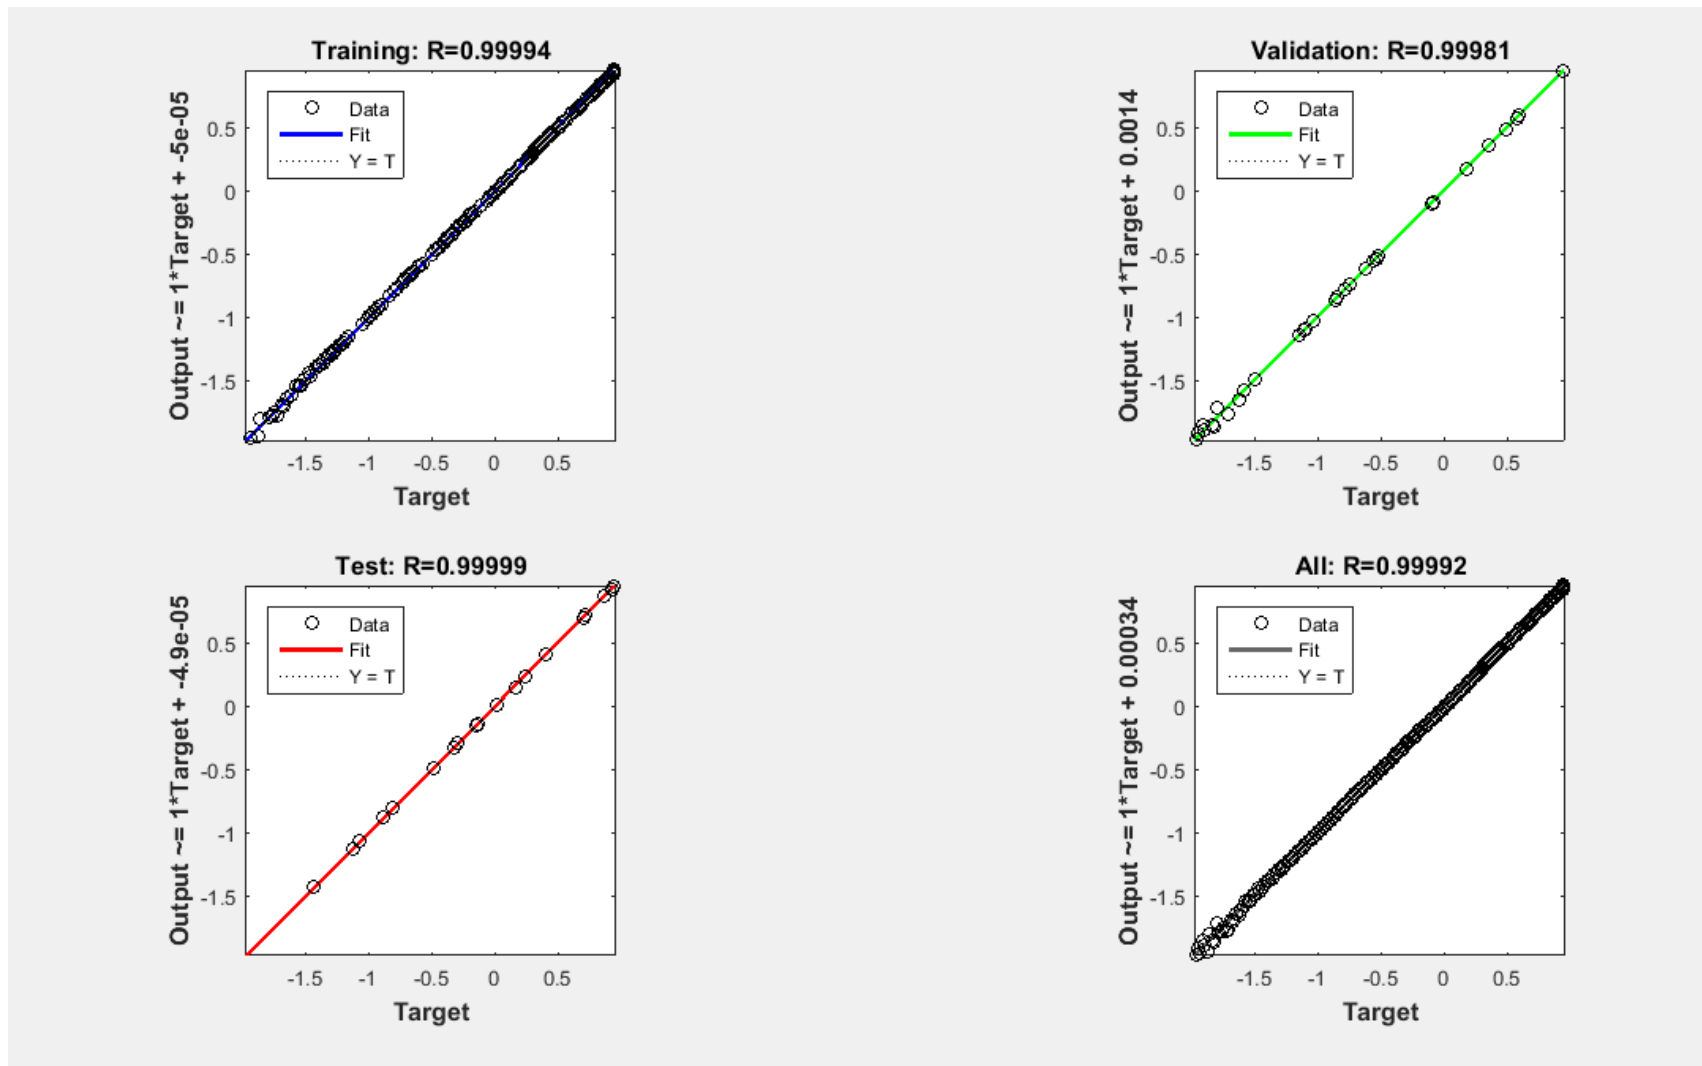 Training: R=0.99994
Output ~= 1*Target + -5e-05
Data
Fit
Y = T
0.5
0
-0.5
-1
-1.5
-1.5 -1 -0.5 0 0.5
Target
Validation: R=0.99981
Output ~= 1*Target + 0.0014
Data
Fit
Y = T
0.5
0
-0.5
-1
-1.5
-1.5 -1 -0.5 0 0.5
Target
Test: R=0.99999
Output ~= 1*Target + -4.9e-05
Data
Fit
Y = T
0.5
0
-0.5
-1
-1.5
-1.5 -1 -0.5 0 0.5
Target
All: R=0.99992
Output ~= 1*Target + 0.00034
Data
Fit
Y = T
0.5
0
-0.5
-1
-1.5
-1.5 -1 -0.5 0 0.5
Target